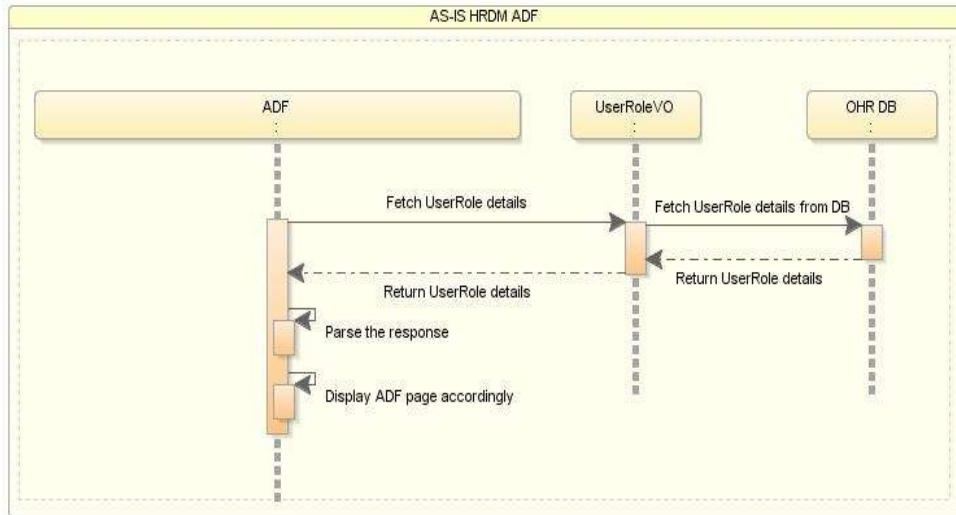 AS-IS HRDM ADF
ADF
:
UserRoleVO
:
OHR DB
:
Fetch UserRole details
Fetch UserRole details from DB
Return UserRole details
Return UserRole details
Parse the response
Display ADF page accordingly